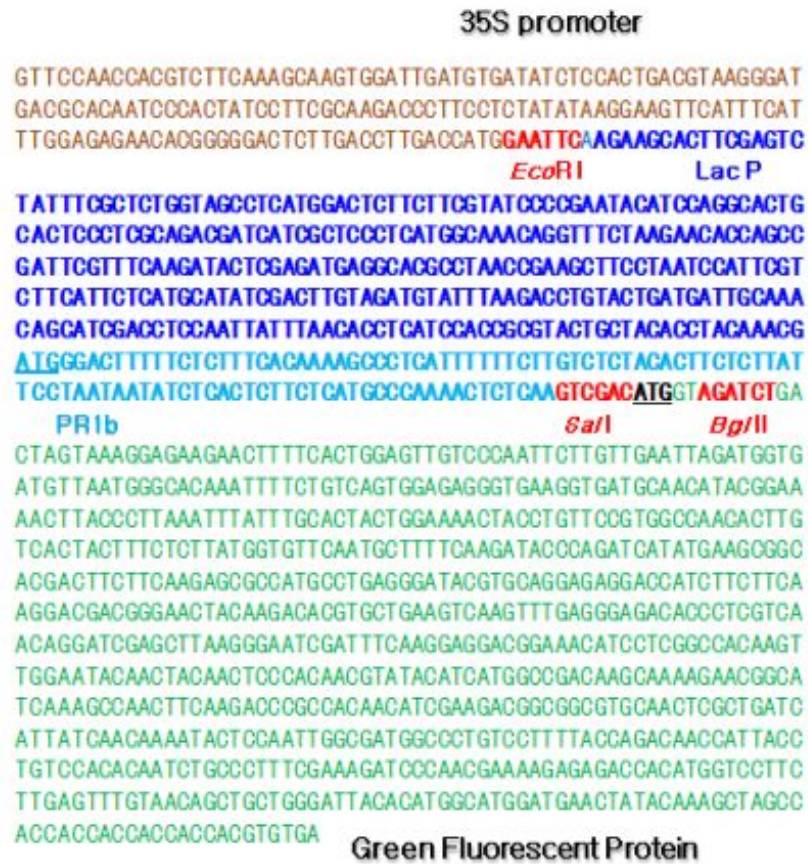 35S promoter
GTTCCAACCACGTCTTCAAAGCAAGTGGATTGATGTGATATCTCCACTGACGTAAGGGAT
GACGCACAATCCCACTATCCTTCGCAAGACCCTTCCTCTATATAAGGAAGTTCATTTCAT
TTGGAGAGAACACGGGGGACTCTTGACCTTGACCATGGAATTCAAGAAGCACTTCGAGTC
EcoRI LacP
TATTTCGCTCTGGTAGCCTCATGGACTCTTCTTCGTATCCCCGAATACATCCAGGCACTG
CACTCCCTCGCAGACGATCATCGCTCCCTCATGGCAAACAGGTTTCTAAGAACACCAGCC
GATTCGTTTCAAGATACTCGAGATGAGGCACGCCTAACCGAAGCTTCCTAATCCATTCGT
CTTCATTCTCATGCATATCGACTTGTAGATGTATTTAAGACCTGTACTGATGATTGCAAA
CAGCATCGACCTCCAATTATTTAACACCTCATCCACCGCGTACTGCTACACCTACAAACG
ATGGGACTTTTTCTCTTTCACAAAAGCCCTCATTTTTTCTTGTCTCTACACTTCTCTTAT
TCCTAATAATATCTCACTCTTCTCATGCCCAAAACTCTCAAGTCGACATGGTAGATCTGA
PR1b SalI BglII
CTAGTAAAGGAGAAGAACTTTTCACTGGAGTTGTCCCAATTCTTGTTGAATTAGATGGTG
ATGTTAATGGGCACAAATTTTCTGTCAGTGGAGAGGGTGAAGGTGATGCAACATACGGAA
AACTTACCCTTAAATTTATTTGCACTACTGGAAAACTACCTGTTCCGTGGCCAACACTTG
TCACTACTTTCTCTTATGGTGTTCAATGCTTTTCAAGATACCCAGATCATATGAAGCGGC
ACGACTTCTTCAAGAGCGCCATGCCTGAGGGATACGTGCAGGAGAGGACCATCTTCTTCA
AGGACGACGGGAACTACAAGACACGTGCTGAAGTCAAGTTTGAGGGAGACACCCTCGTCA
ACAGGATCGAGCTTAAGGGAATCGATTTCAAGGAGGACGGAAACATCCTCGGCCACAAGT
TGGAATACAACTACAACTCCCACAACGTATACATCATGGCCGACAAGCAAAAGAACGGCA
TCAAAGCCAACTTCAAGACCCGCCACAACATCGAAGACGGCGGCGTGCAACTCGCTGATC
ATTATCAACAAAATACTCCAATTGGCGATGGCCCTGTCCTTTTACCAGACAACCATTACC
TGTCCACACAATCTGCCCTTTCGAAAGATCCCAACGAAAAGAGAGACCACATGGTCCTTC
TTGAGTTTGTAACAGCTGCTGGGATTACACATGGCATGGATGAACTATACAAAGCTAGCC
ACCACCACCACCACCACGTGTGA
Green Fluorescent Protein